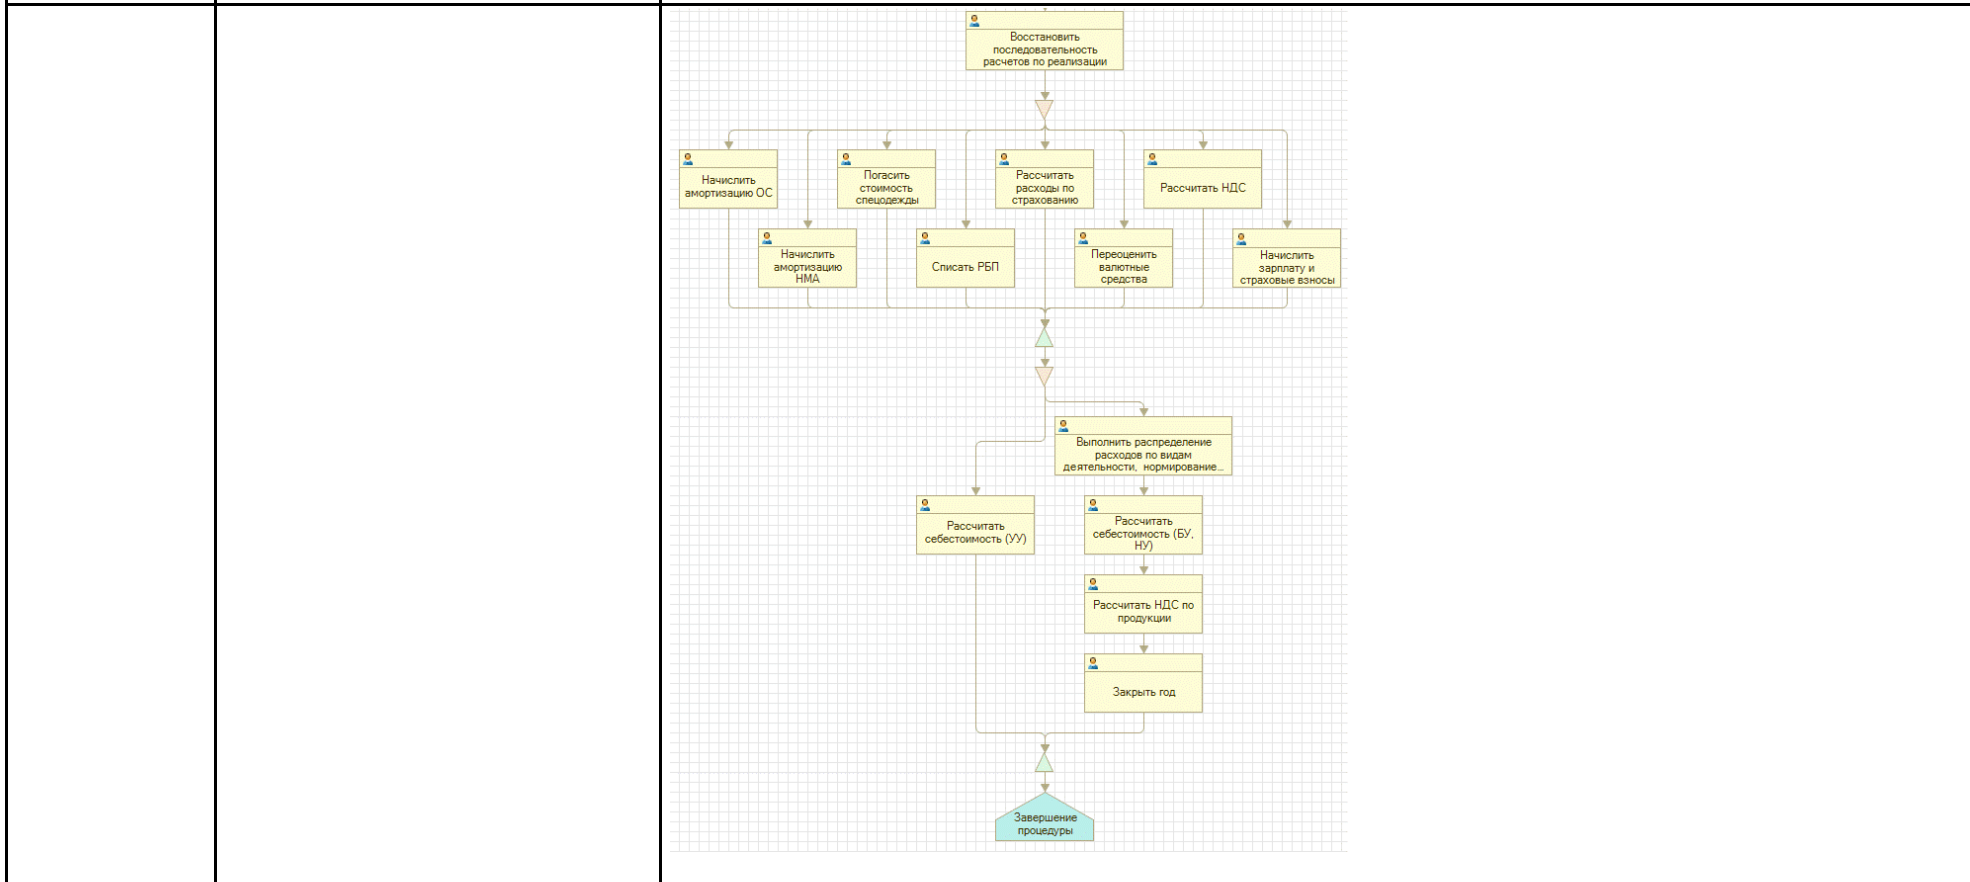 Восстановить
последовательность
расчетов по реализации
Начислить
амортизацию ОС
Погасить
стоимость
спецодежды
Рассчитать
расходы по
страхованию
Рассчитать НДС
Начислить
амортизацию
НМА
Списать РБП
Переоценить
валютные
средства
Начислить
зарплату и
страховые взносы
Выполнить распределение
расходов по видам
деятельности, нормирование...
Рассчитать
себестоимость (УУ)
Рассчитать
себестоимость (БУ,
НУ)
Рассчитать НДС по
продукции
Закрыть год
Завершение
процедуры